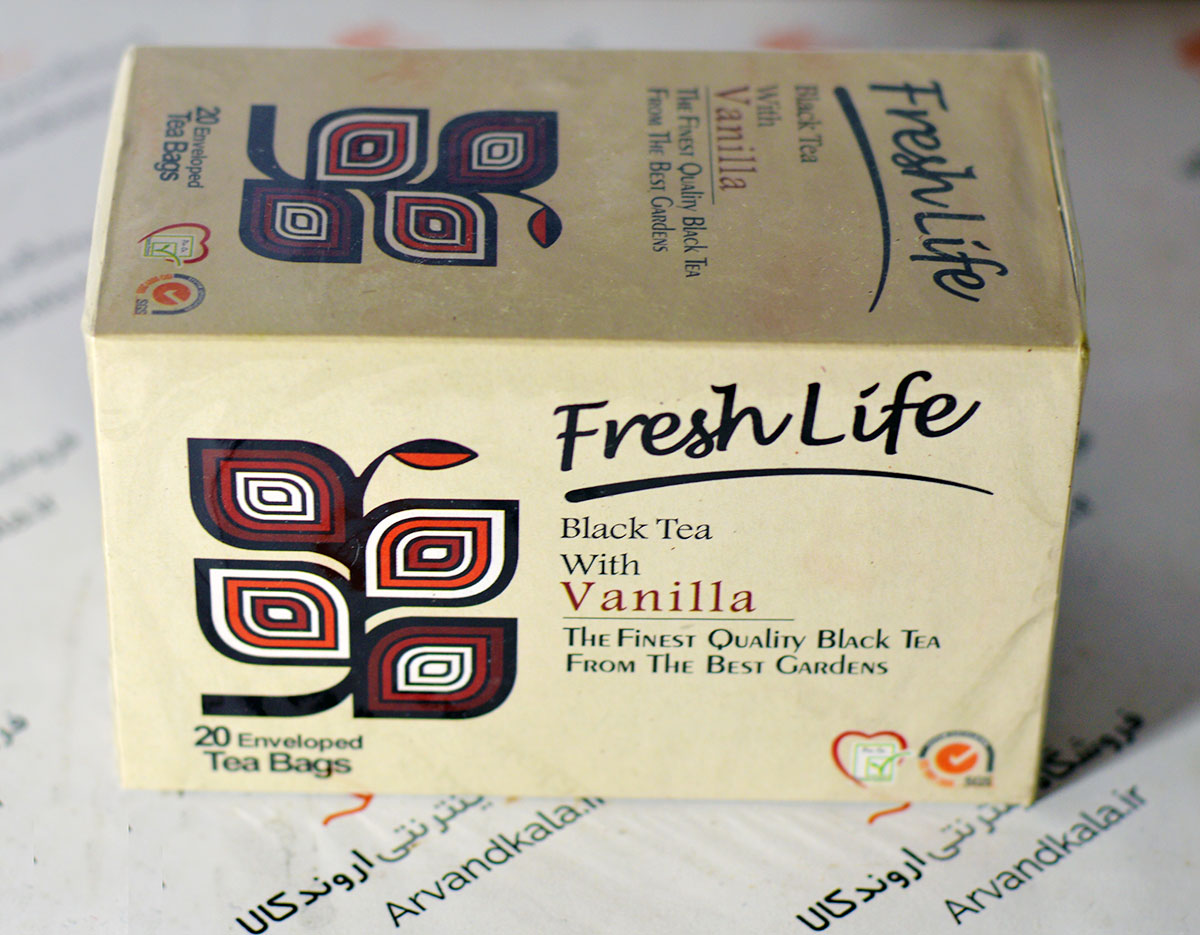 Fresh Life
Black Tea
With
Vanilla
The Finest Quality Black Tea
From The Best Gardens
20 Enveloped
Tea Bags
SGS
Fresh Life
Black Tea
With
Vanilla
The Finest Quality Black Tea
From The Best Gardens
20 Enveloped
Tea Bags
SGS
اروندکالا
Arvandkala.ir
فروشگاه
اینترنتی اروندکالا
Arvandkala.ir